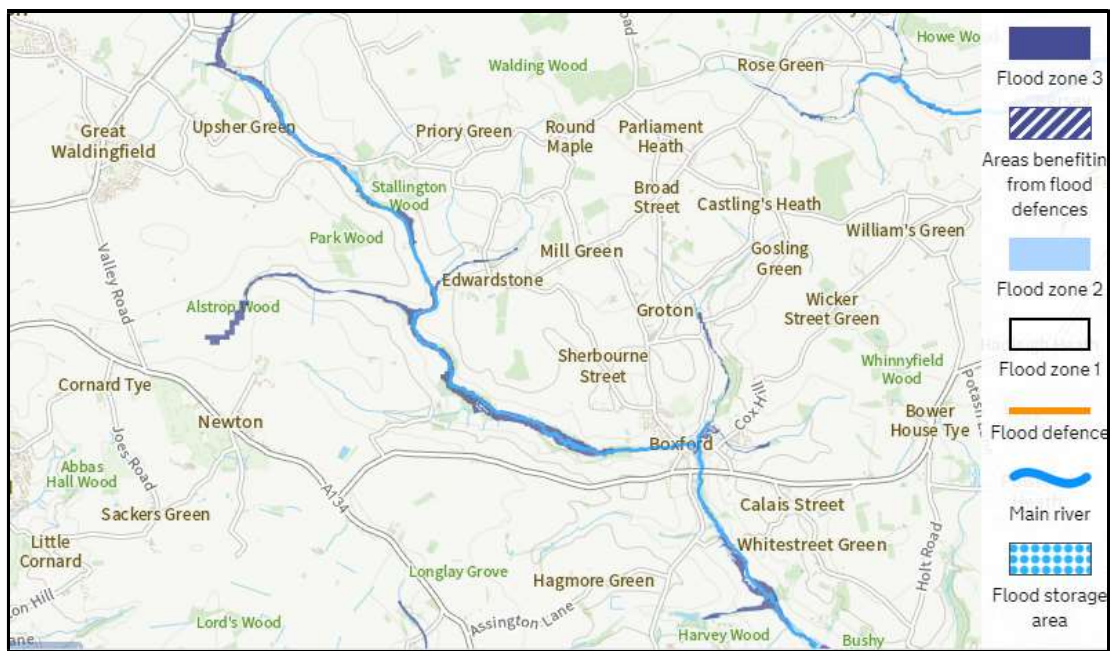 Howe Wo
Walding Wood
Rose Green
Great
Waldingfield
Upsher Green
Priory Green
Round
Maple
Parliament
Heath
Stallington
Wood
Broad
Street
Castling's Heath
Park Wood
William's Green
Mill Green
Gosling
Green
Valley Road
Edwardstone
Alstrop Wood
Groton
Wicker
Street Green
Sherbourne
Street
Whinnyfield
Wood
Cornard Tye
Potas
Cox Hill
Bower
House Tye
Newton
Joes Road
Boxford
Abbas
Hall Wood
A134
Sackers Green
Calais Street
Little
Cornard
Whitestreet Green
Holt Road
Longlay Grove
Hagmore Green
on Hill
Assington Lane
Lord's Wood
Harvey Wood
Bushy
ane
Flood zone 3
Areas benefitin
from flood
defences
Flood zone 2
Flood zone 1
Flood defence
Main river
Flood storage
area